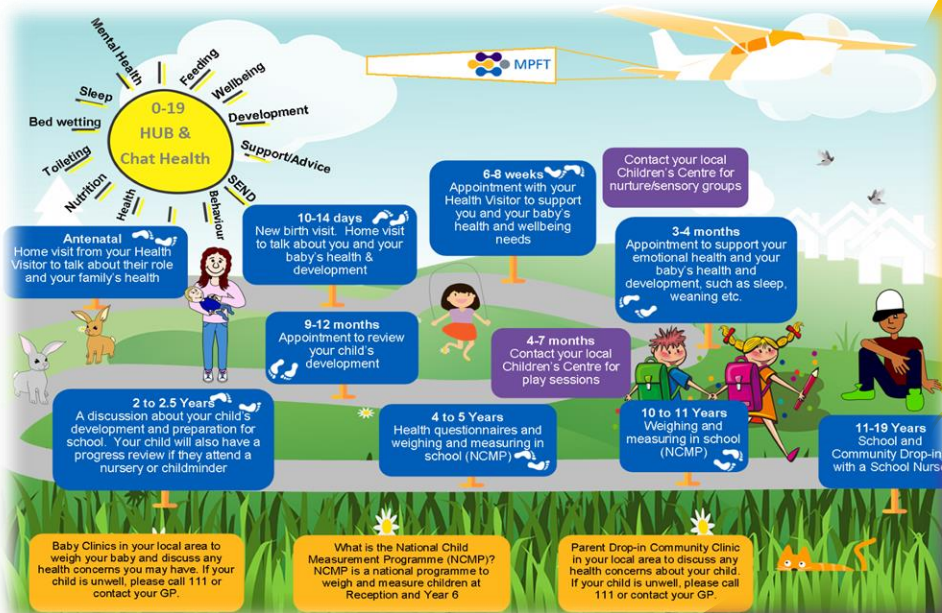 MPFT
Mental Health
Feeding
Wellbeing
Sleep
Development
Bed wetting
Support/Advice
Toileting
SEND
Nutrition
Behaviour
Health
0-19
HUB &
Chat Health
Antenatal
Home visit from your Health
Visitor to talk about their role
and your family's health
10-14 days
New birth visit. Home visit
to talk about you and your
baby's health &
development
6-8 weeks
Appointment with your
Health Visitor to support
you and your baby's
health and wellbeing
needs
Contact your local
Children's Centre for
nurture/sensory groups
3-4 months
Appointment to support your
emotional health and your
baby's health and
development, such as sleep,
weaning etc.
4-7 months
Contact your local
Children's Centre for
play sessions
9-12 months
Appointment to review
your child's
development
2 to 2.5 Years
A discussion about your child's
development and preparation for
school. Your child will also have a
progress review if they attend a
nursery or childminder
4 to 5 Years
Health questionnaires and
weighing and measuring in
school (NCMP)
10 to 11 Years
Weighing and
measuring in school
(NCMP)
11-19 Years
School and
Community Drop-in
with a School Nurse
Baby Clinics in your local area to
weigh your baby and discuss any
health concerns you may have. If your
child is unwell, please call 111 or
contact your GP.
What is the National Child
Measurement Programme (NCMP)?
NCMP is a national programme to
weigh and measure children at
Reception and Year 6
Parent Drop-in Community Clinic
in your local area to discuss any
health concerns about your child.
If your child is unwell, please call
111 or contact your GP.